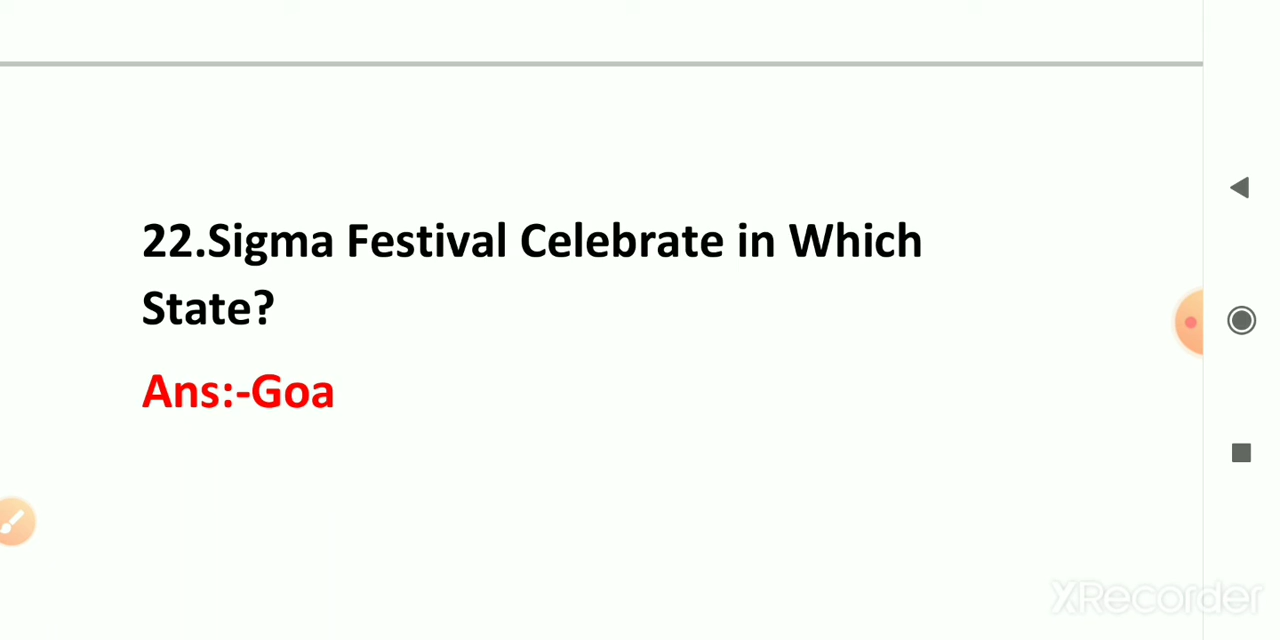 22.Sigma Festival Celebrate in Which
State?
Ans:-Goa
XRecorder